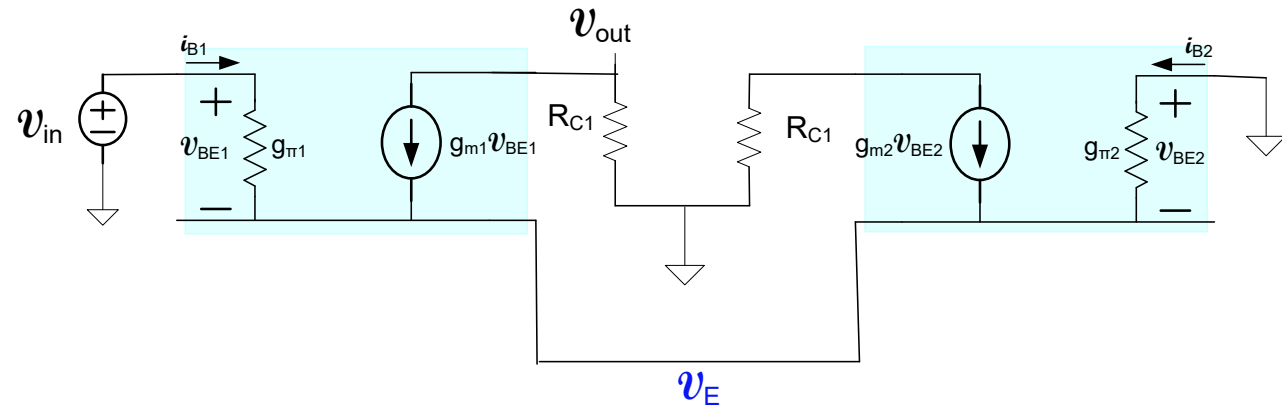 i_B1
v_out
i_B2
+
+
+
−
v_in
v_BE1
g_π1
g_m1v_BE1
R_C1
R_C1
g_m2v_BE2
g_π2
v_BE2
−
−
v_E